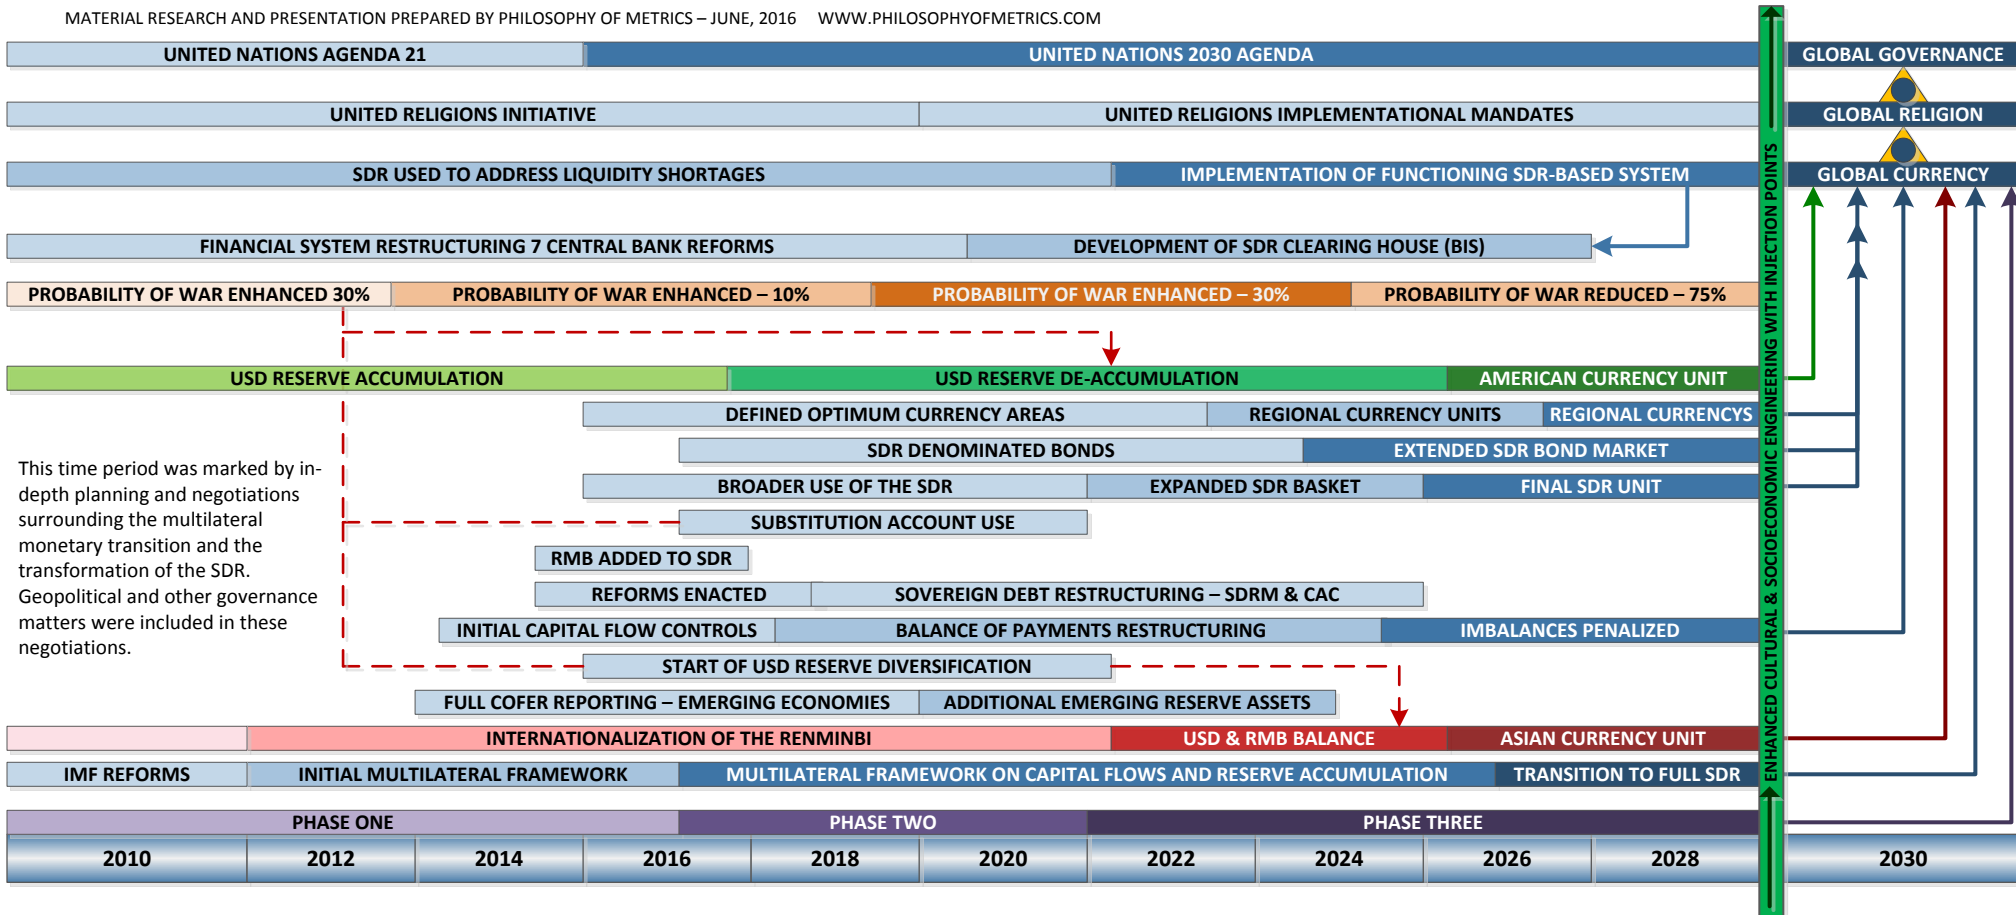 MATERIAL RESEARCH AND PRESENTATION PREPARED BY PHILOSOPHY OF METRICS – JUNE, 2016 WWW.PHILOSOPHYOFMETRICS.COM
UNITED NATIONS AGENDA 21
UNITED NATIONS 2030 AGENDA
GLOBAL GOVERNANCE
UNITED RELIGIONS INITIATIVE
UNITED RELIGIONS IMPLEMENTATIONAL MANDATES
GLOBAL RELIGION
SDR USED TO ADDRESS LIQUIDITY SHORTAGES
IMPLEMENTATION OF FUNCTIONING SDR-BASED SYSTEM
GLOBAL CURRENCY
FINANCIAL SYSTEM RESTRUCTURING 7 CENTRAL BANK REFORMS
DEVELOPMENT OF SDR CLEARING HOUSE (BIS)
PROBABILITY OF WAR ENHANCED 30%
PROBABILITY OF WAR ENHANCED – 10%
PROBABILITY OF WAR ENHANCED – 30%
PROBABILITY OF WAR REDUCED – 75%
USD RESERVE ACCUMULATION
USD RESERVE DE-ACCUMULATION
AMERICAN CURRENCY UNIT
DEFINED OPTIMUM CURRENCY AREAS
REGIONAL CURRENCY UNITS
REGIONAL CURRENCYS
SDR DENOMINATED BONDS
EXTENDED SDR BOND MARKET
This time period was marked by in-
depth planning and negotiations
surrounding the multilateral
monetary transition and the
transformation of the SDR.
Geopolitical and other governance
matters were included in these
negotiations.
BROADER USE OF THE SDR
EXPANDED SDR BASKET
FINAL SDR UNIT
SUBSTITUTION ACCOUNT USE
RMB ADDED TO SDR
REFORMS ENACTED
SOVEREIGN DEBT RESTRUCTURING – SDRM & CAC
INITIAL CAPITAL FLOW CONTROLS
BALANCE OF PAYMENTS RESTRUCTURING
IMBALANCES PENALIZED
START OF USD RESERVE DIVERSIFICATION
FULL COFER REPORTING – EMERGING ECONOMIES
ADDITIONAL EMERGING RESERVE ASSETS
INTERNATIONALIZATION OF THE RENMINBI
USD & RMB BALANCE
ASIAN CURRENCY UNIT
IMF REFORMS
INITIAL MULTILATERAL FRAMEWORK
MULTILATERAL FRAMEWORK ON CAPITAL FLOWS AND RESERVE ACCUMULATION
TRANSITION TO FULL SDR
ENHANCED CULTURAL & SOCIOECONOMIC ENGINEERING WITH INJECTION POINTS
PHASE ONE
PHASE TWO
PHASE THREE
2010
2012
2014
2016
2018
2020
2022
2024
2026
2028
2030